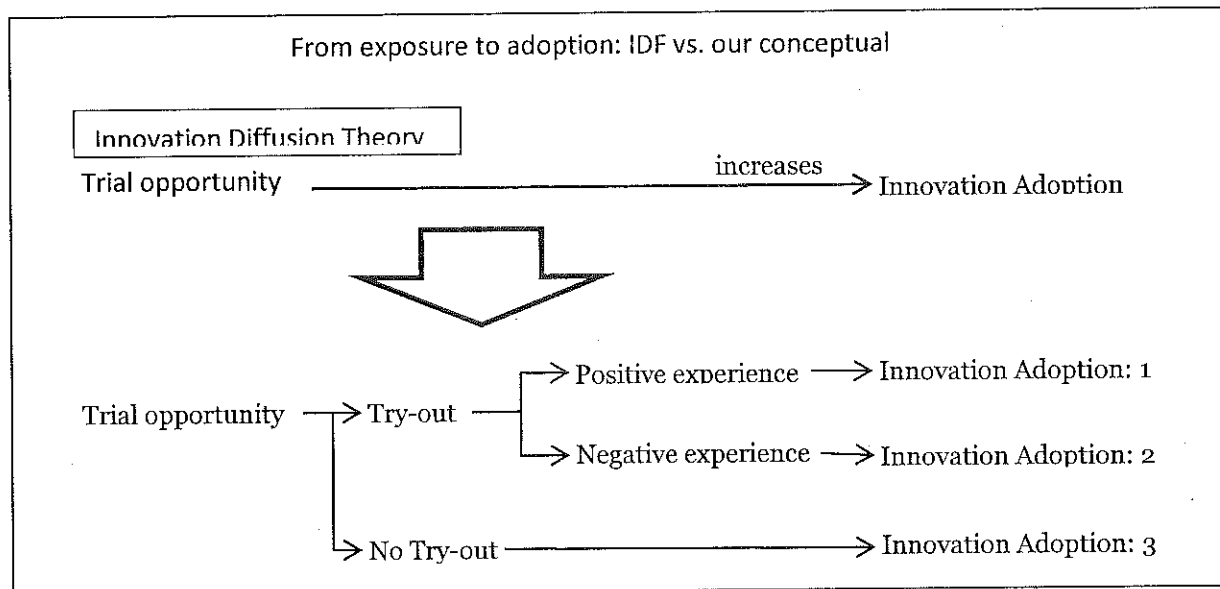 From exposure to adoption: IDF vs. our conceptual
Innovation Diffusion Theory
increases
Trial opportunity Innovation Adoption
Positive experience Innovation Adoption: 1
Trial opportunity Try-out
Negative experience Innovation Adoption: 2
No Try-out Innovation Adoption: 3